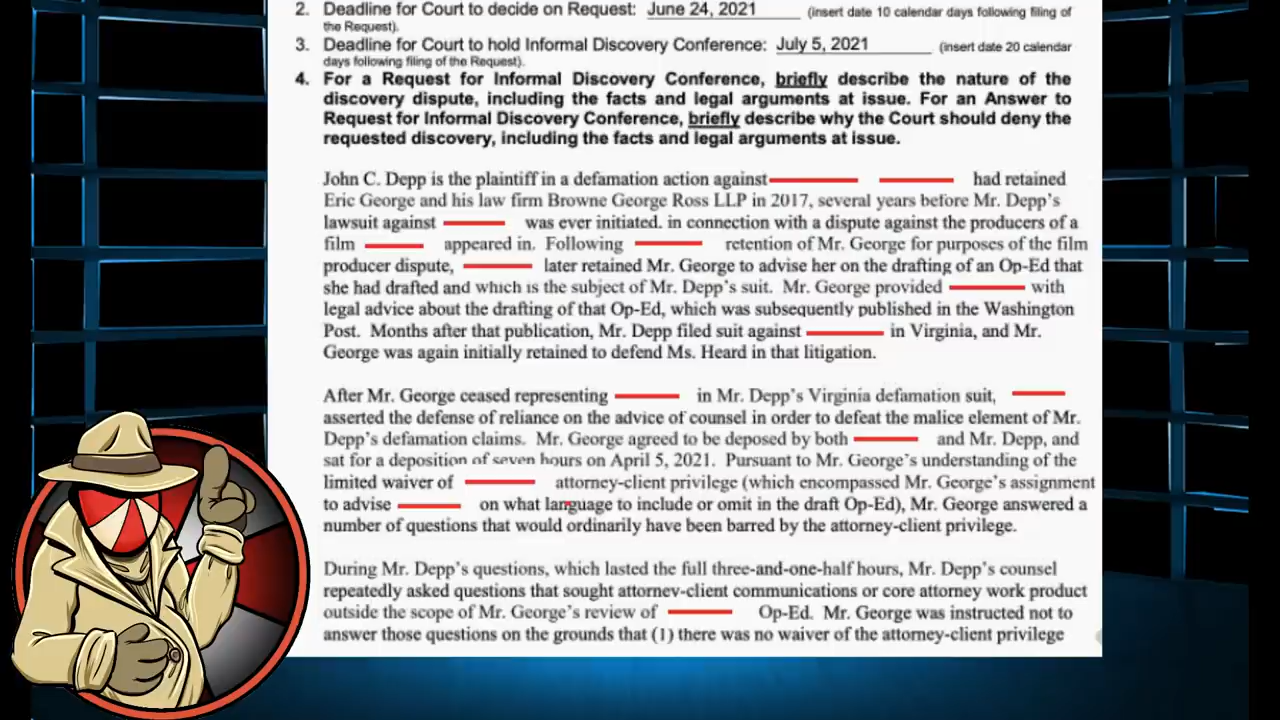 2. Deadline for Court to decide on Request: June 24, 2021 (insert date 10 calendar days following filing of
the Request).
3. Deadline for Court to hold Informal Discovery Conference: July 5, 2021 (insert date 20 calendar
days following filing of the Request).
4. For a Request for Informal Discovery Conference, briefly describe the nature of the
discovery dispute, including the facts and legal arguments at issue. For an Answer to
Request for Informal Discovery Conference, briefly describe why the Court should deny the
requested discovery, including the facts and legal arguments at issue.
John C. Depp is the plaintiff in a defamation action against had retained
Eric George and his law firm Browne George Ross LLP in 2017, several years before Mr. Depp's
lawsuit against was ever initiated. in connection with a dispute against the producers of a
film appeared in. Following retention of Mr. George for purposes of the film
producer dispute, later retained Mr. George to advise her on the drafting of an Op-Ed that
she had drafted and which is the subject of Mr. Depp's suit. Mr. George provided with
legal advice about the drafting of that Op-Ed, which was subsequently published in the Washington
Post. Months after that publication, Mr. Depp filed suit against in Virginia, and Mr.
George was again initially retained to defend Ms. Heard in that litigation.
After Mr. George ceased representing in Mr. Depp's Virginia defamation suit,
asserted the defense of reliance on the advice of counsel in order to defeat the malice element of Mr.
Depp's defamation claims. Mr. George agreed to be deposed by both and Mr. Depp, and
sat for a deposition of seven hours on April 5, 2021. Pursuant to Mr. George's understanding of the
limited waiver of attorney-client privilege (which encompassed Mr. George's assignment
to advise on what language to include or omit in the draft Op-Ed), Mr. George answered a
number of questions that would ordinarily have been barred by the attorney-client privilege.
During Mr. Depp's questions, which lasted the full three-and-one-half hours, Mr. Depp's counsel
repeatedly asked questions that sought attorney-client communications or core attorney work product
outside the scope of Mr. George's review of Op-Ed. Mr. George was instructed not to
answer those questions on the grounds that (1) there was no waiver of the attorney-client privilege